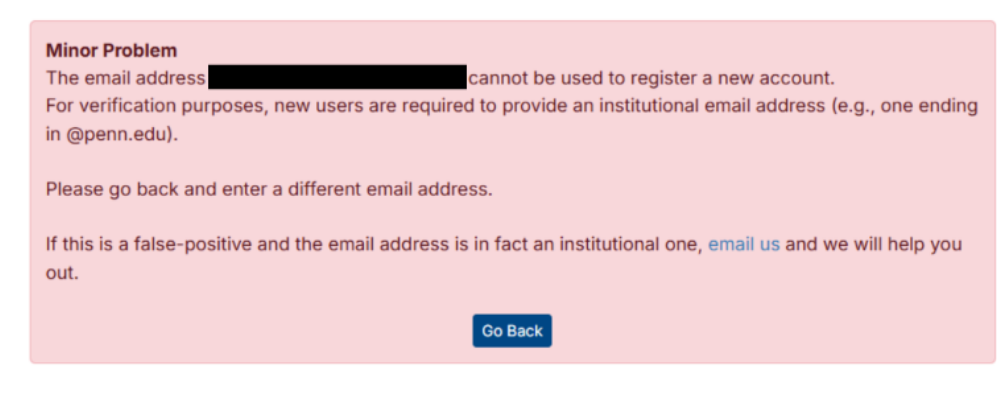 Minor Problem
The email address cannot be used to register a new account.
For verification purposes, new users are required to provide an institutional email address (e.g., one ending
in @penn.edu).
Please go back and enter a different email address.
If this is a false-positive and the email address is in fact an institutional one, email us and we will help you
out.
Go Back